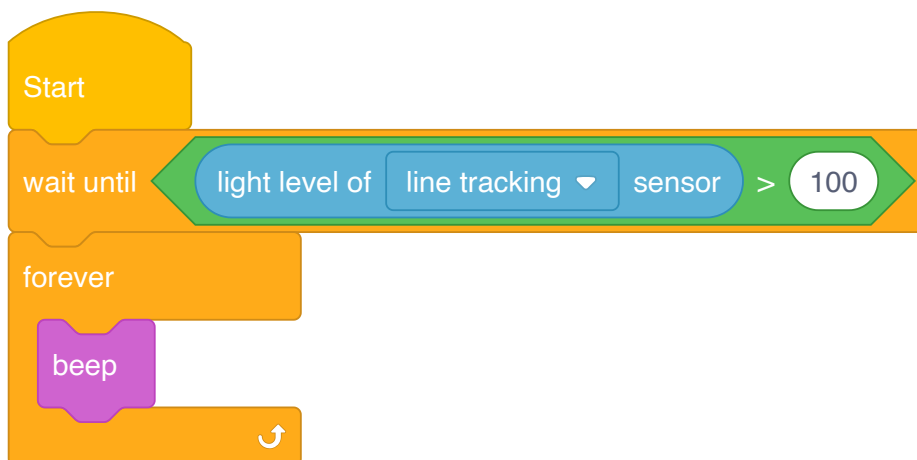 Start
wait until light level of line tracking sensor > 100
forever
beep